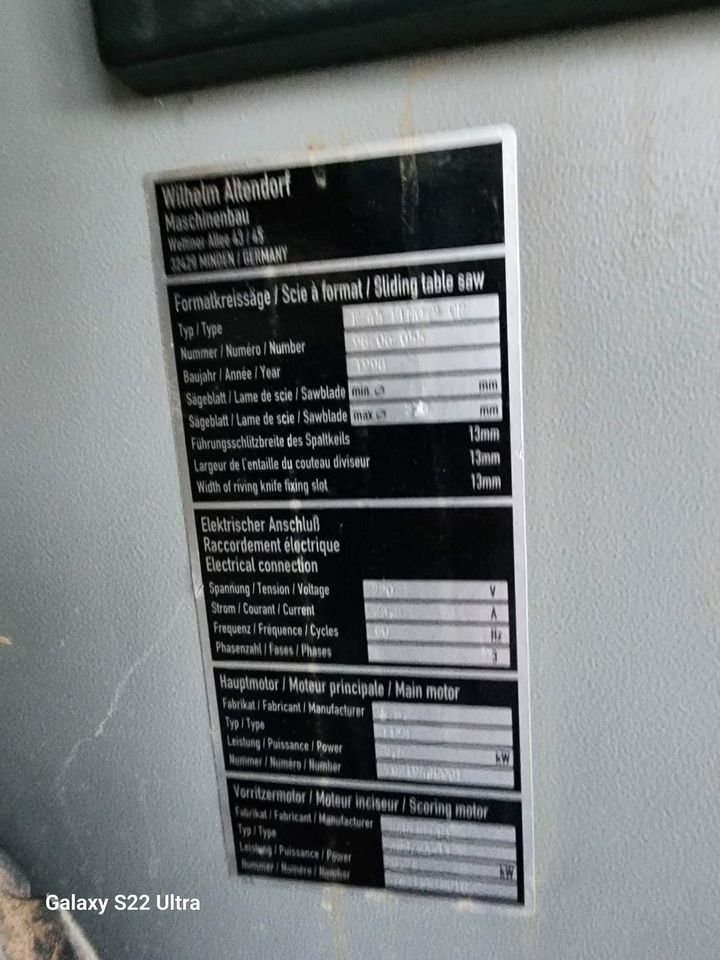 Wilhelm Altendorf
Maschinenbau
Wettiner Allee 43 / 45
32429 MINDEN / GERMANY
Formatkreissäge / Scie à format / Sliding table saw
Typ / Type
Nummer / Numéro / Number
Baujahr / Année / Year
Sägeblatt / Lame de scie / Sawblade min. ⌀ mm
Sägeblatt / Lame de scie / Sawblade max. ⌀ mm
Führungsschlitzbreite des Spaltkeils 13mm
Largeur de l'entaille du couteau diviseur 13mm
Width of riving knife fixing slot 13mm
Elektrischer Anschluß
Raccordement électrique
Electrical connection
Spannung / Tension / Voltage V
Strom / Courant / Current A
Frequenz / Fréquence / Cycles 60 Hz
Phasenzahl / Fases / Phases 3
Hauptmotor / Moteur principale / Main motor
Fabrikat / Fabricant / Manufacturer
Typ / Type
Leistung / Puissance / Power kW
Nummer / Numéro / Number
Vorritzermotor / Moteur inciseur / Scoring motor
Fabrikat / Fabricant / Manufacturer
Typ / Type
Leistung / Puissance / Power kW
Nummer / Numéro / Number
Galaxy S22 Ultra